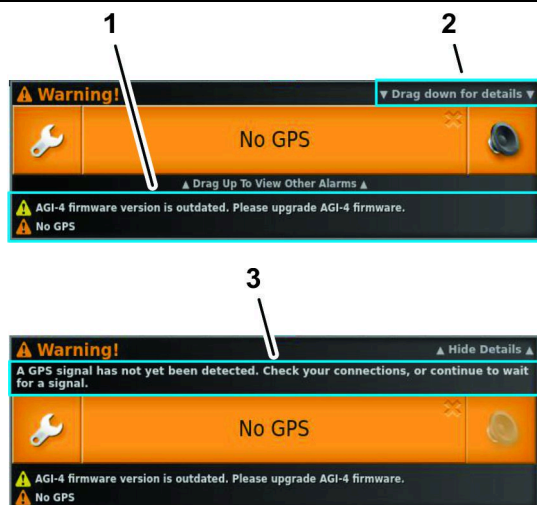 1
2
Warning!
▼ Drag down for details ▼
No GPS
▲ Drag Up To View Other Alarms ▲
AGI-4 firmware version is outdated. Please upgrade AGI-4 firmware.
No GPS
3
Warning!
▲ Hide Details ▲
A GPS signal has not yet been detected. Check your connections, or continue to wait
for a signal.
No GPS
AGI-4 firmware version is outdated. Please upgrade AGI-4 firmware.
No GPS